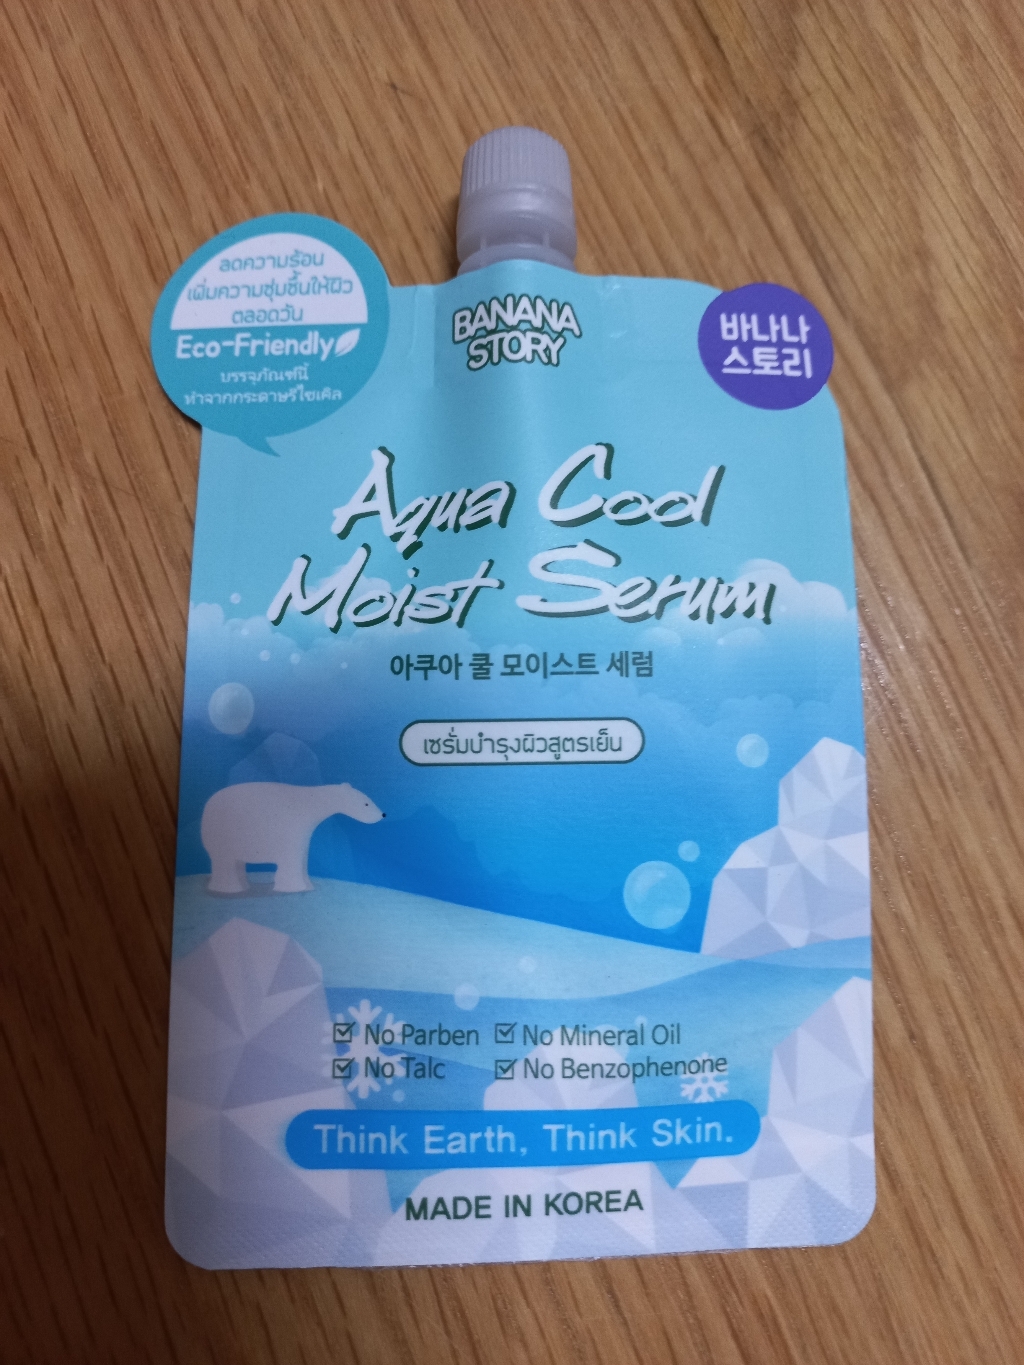 ลดความร้อน
เพิ่มความชุ่มชื้นให้ผิว
ตลอดวัน
Eco-Friendly
บรรจุภัณฑ์นี้
ทำจากกระดาษรีไซเคิล
BANANA
STORY
바나나
스토리
Aqua Cool
Moist Serum
아쿠아 쿨 모이스트 세럼
เซรั่มบำรุงผิวสูตรเย็น
No Parben No Mineral Oil
No Talc No Benzophenone
Think Earth, Think Skin.
MADE IN KOREA